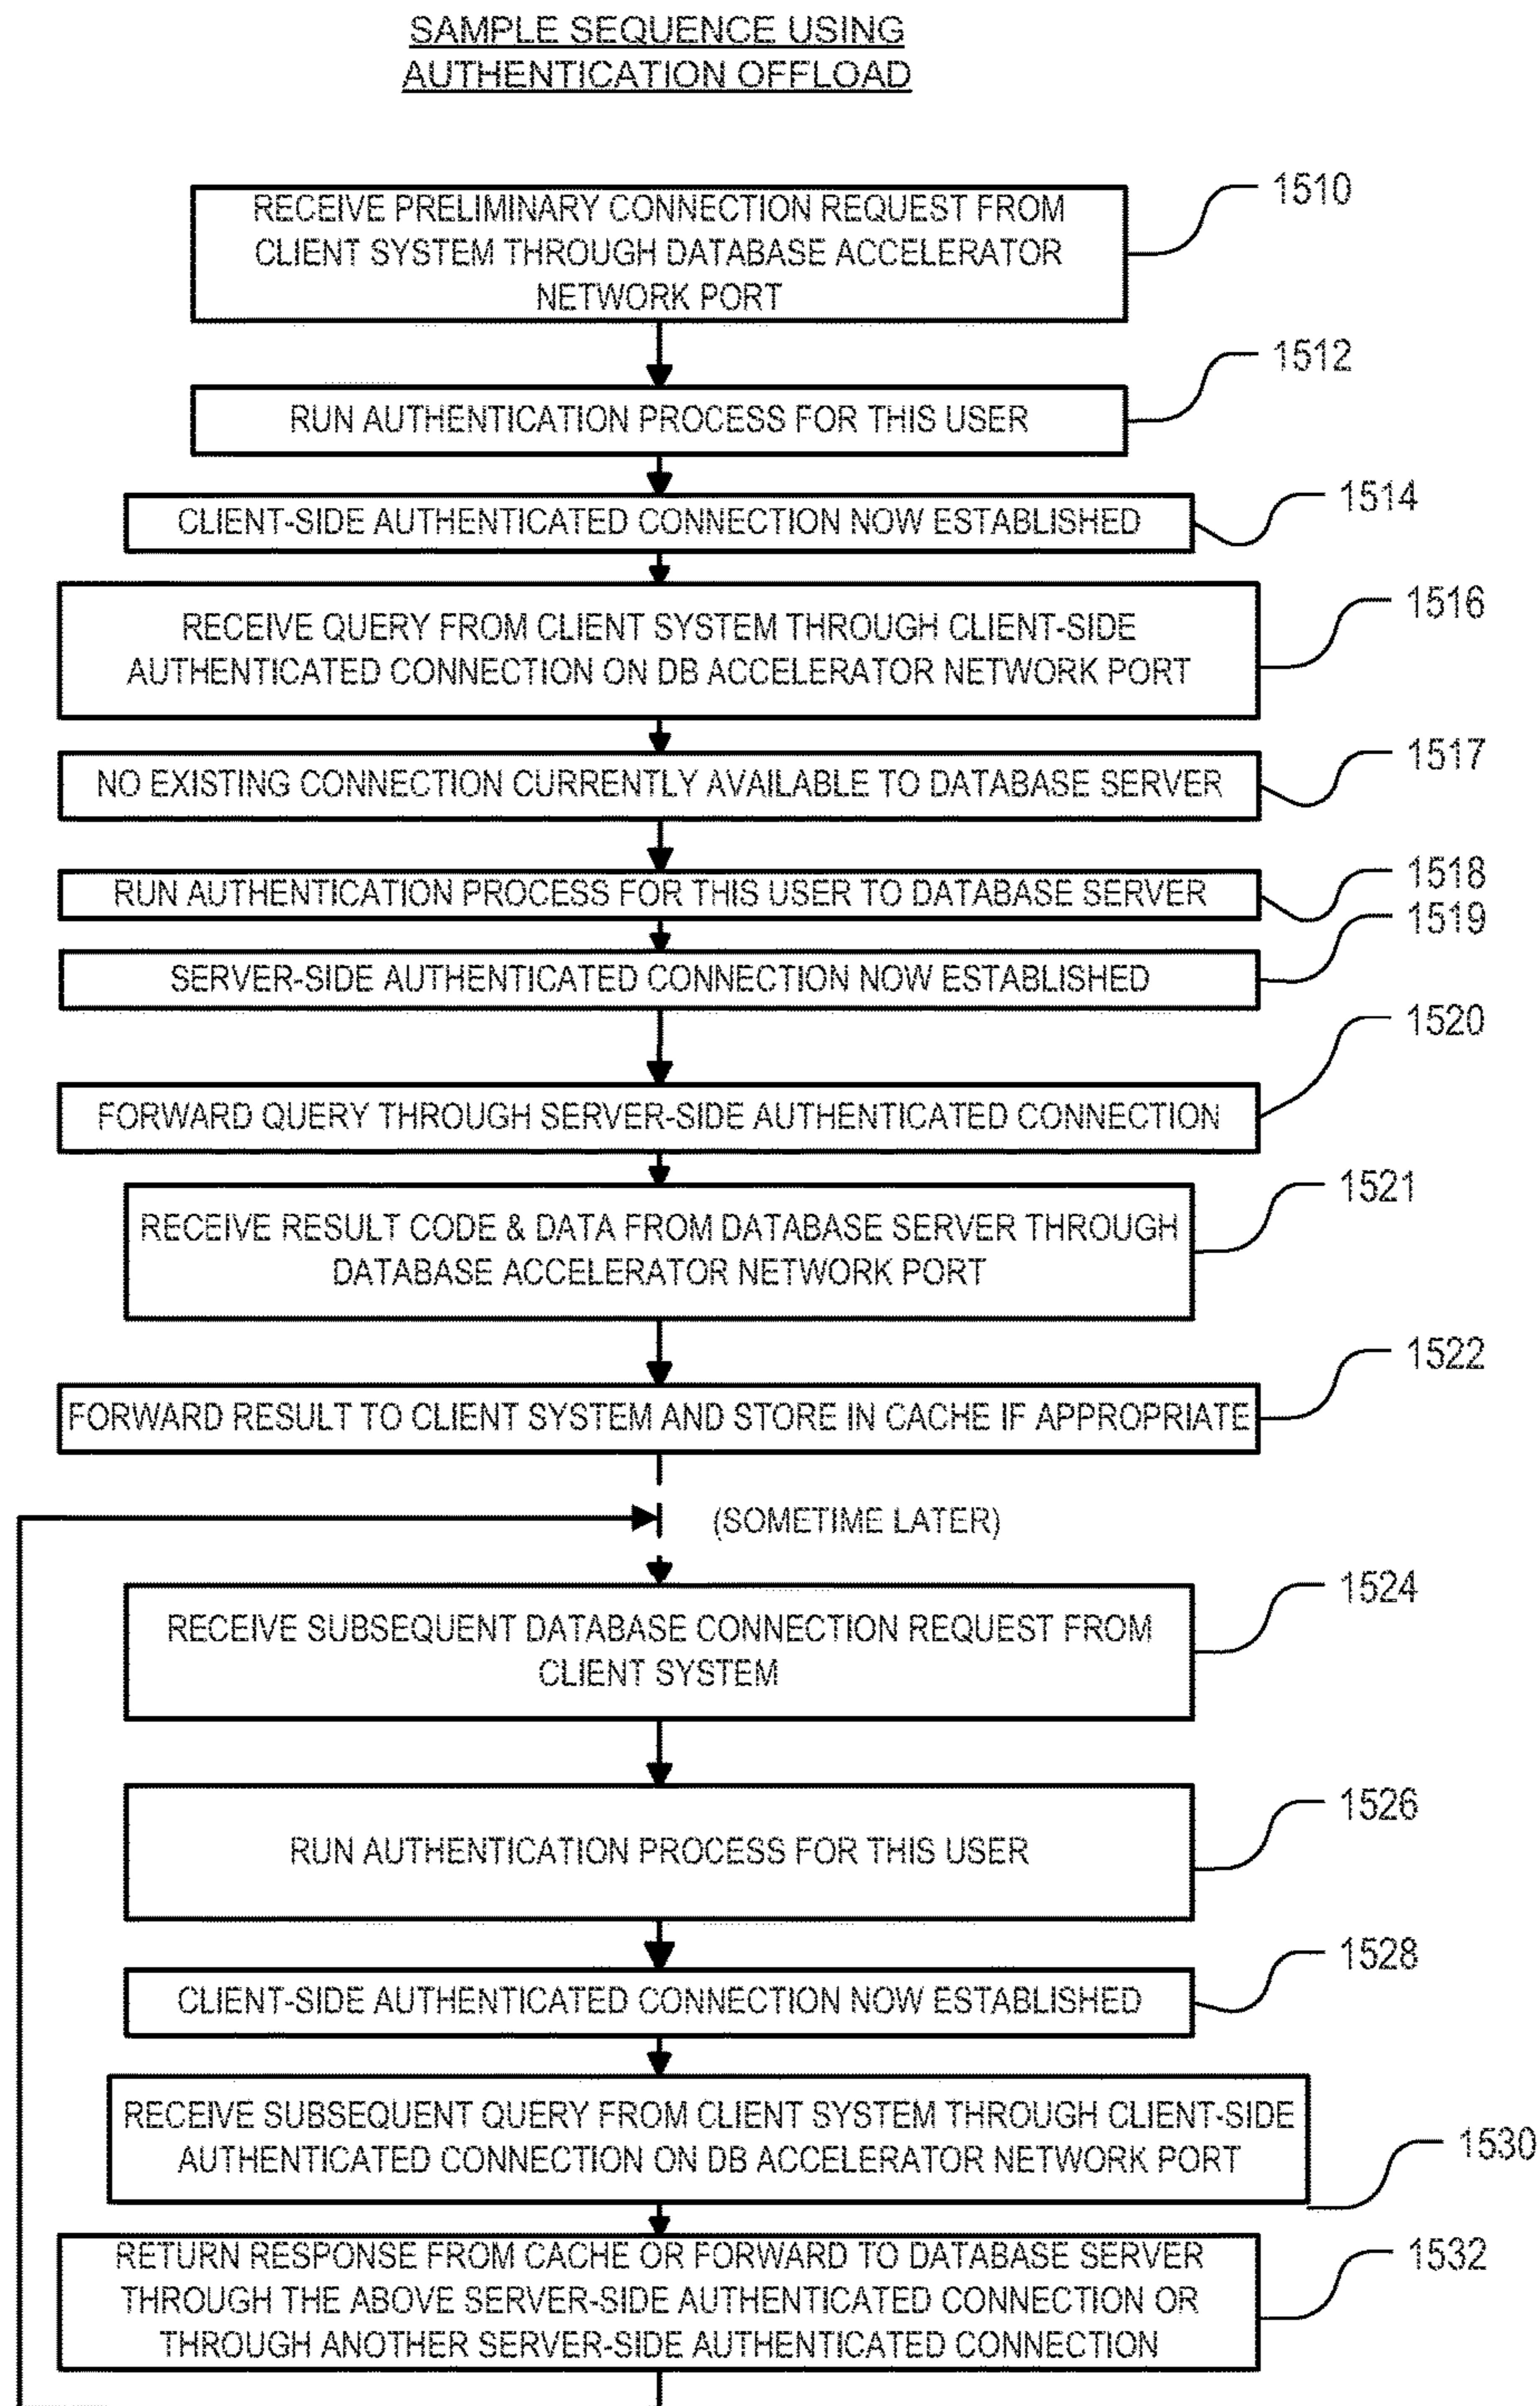 SAMPLE SEQUENCE USING
AUTHENTICATION OFFLOAD
RECEIVE PRELIMINARY CONNECTION REQUEST FROM
CLIENT SYSTEM THROUGH DATABASE ACCELERATOR
NETWORK PORT
1510
RUN AUTHENTICATION PROCESS FOR THIS USER
1512
CLIENT-SIDE AUTHENTICATED CONNECTION NOW ESTABLISHED
1514
RECEIVE QUERY FROM CLIENT SYSTEM THROUGH CLIENT-SIDE
AUTHENTICATED CONNECTION ON DB ACCELERATOR NETWORK PORT
1516
NO EXISTING CONNECTION CURRENTLY AVAILABLE TO DATABASE SERVER
1517
RUN AUTHENTICATION PROCESS FOR THIS USER TO DATABASE SERVER
1518
SERVER-SIDE AUTHENTICATED CONNECTION NOW ESTABLISHED
1519
FORWARD QUERY THROUGH SERVER-SIDE AUTHENTICATED CONNECTION
1520
RECEIVE RESULT CODE & DATA FROM DATABASE SERVER THROUGH
DATABASE ACCELERATOR NETWORK PORT
1521
FORWARD RESULT TO CLIENT SYSTEM AND STORE IN CACHE IF APPROPRIATE
1522
(SOMETIME LATER)
RECEIVE SUBSEQUENT DATABASE CONNECTION REQUEST FROM
CLIENT SYSTEM
1524
RUN AUTHENTICATION PROCESS FOR THIS USER
1526
CLIENT-SIDE AUTHENTICATED CONNECTION NOW ESTABLISHED
1528
RECEIVE SUBSEQUENT QUERY FROM CLIENT SYSTEM THROUGH CLIENT-SIDE
AUTHENTICATED CONNECTION ON DB ACCELERATOR NETWORK PORT
1530
RETURN RESPONSE FROM CACHE OR FORWARD TO DATABASE SERVER
THROUGH THE ABOVE SERVER-SIDE AUTHENTICATED CONNECTION OR
THROUGH ANOTHER SERVER-SIDE AUTHENTICATED CONNECTION
1532